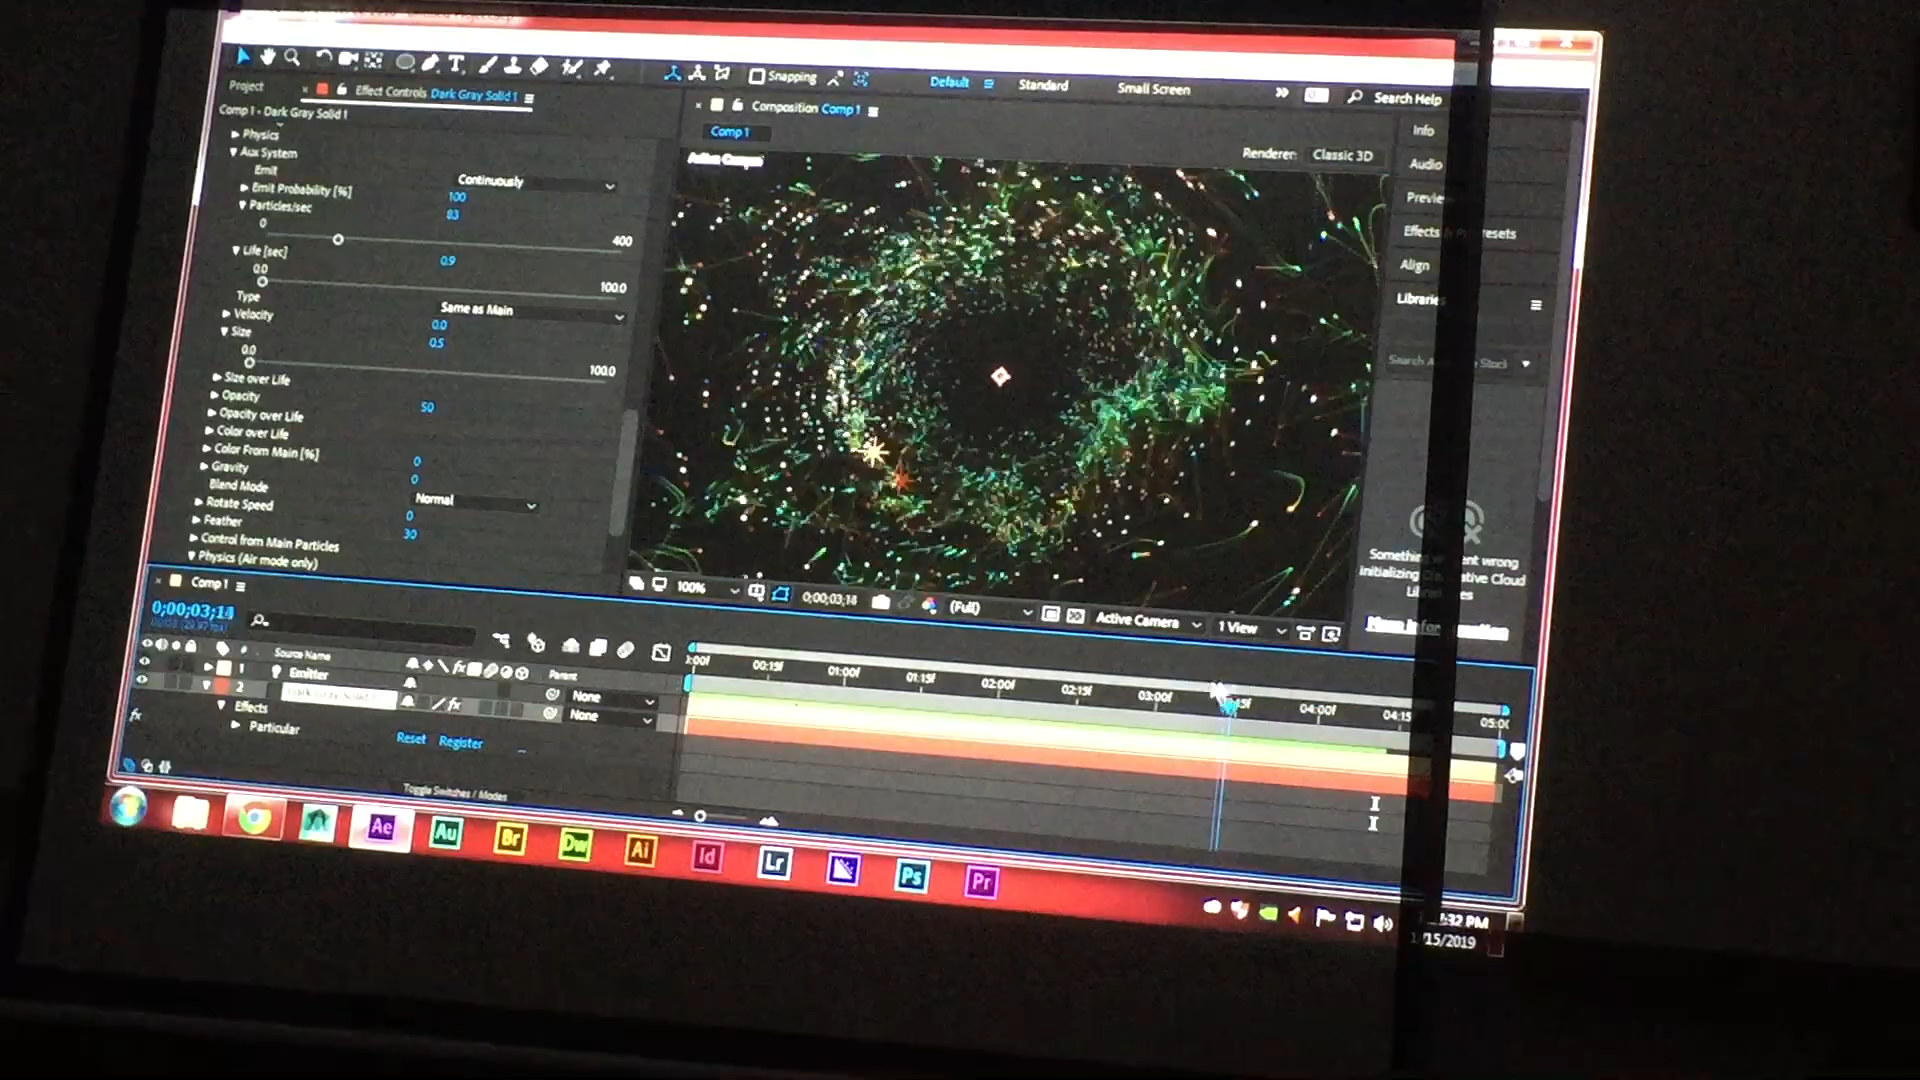 Snapping
Default
Standard
Small Screen
Search Help
Project
Effect Controls Dark Gray Solid 1
Composition Comp 1
Comp 1 - Dark Gray Solid 1
Comp 1
Renderer:
Classic 3D
Info
Audio
Effects
Align
Libraries
Physics
Aux System
Emit
Continuously
Emit Probability [%]
100
Particles/sec
83
0
400
Life [sec]
0.9
0.0
100.0
Type
Same as Main
Velocity
0.0
Size
0.5
0.0
100.0
Size over Life
Opacity
50
Opacity over Life
Color over Life
Color From Main [%]
0
Gravity
0
Blend Mode
Normal
Rotate Speed
0
Feather
30
Control from Main Particles
Physics (Air mode only)
100%
0;00;03;14
(Full)
Active Camera
1 View
Comp 1
0;00;03;14
Source Name
Parent
1
Emitter
None
2
None
Effects
Particular
Reset
Register
Toggle Switches / Modes
00:15f
01:00f
01:15f
02:00f
02:15f
03:00f
04:00f
Ae
Au
Br
Dw
Ai
Id
Lr
Ps
Pr
:32 PM
15/2019